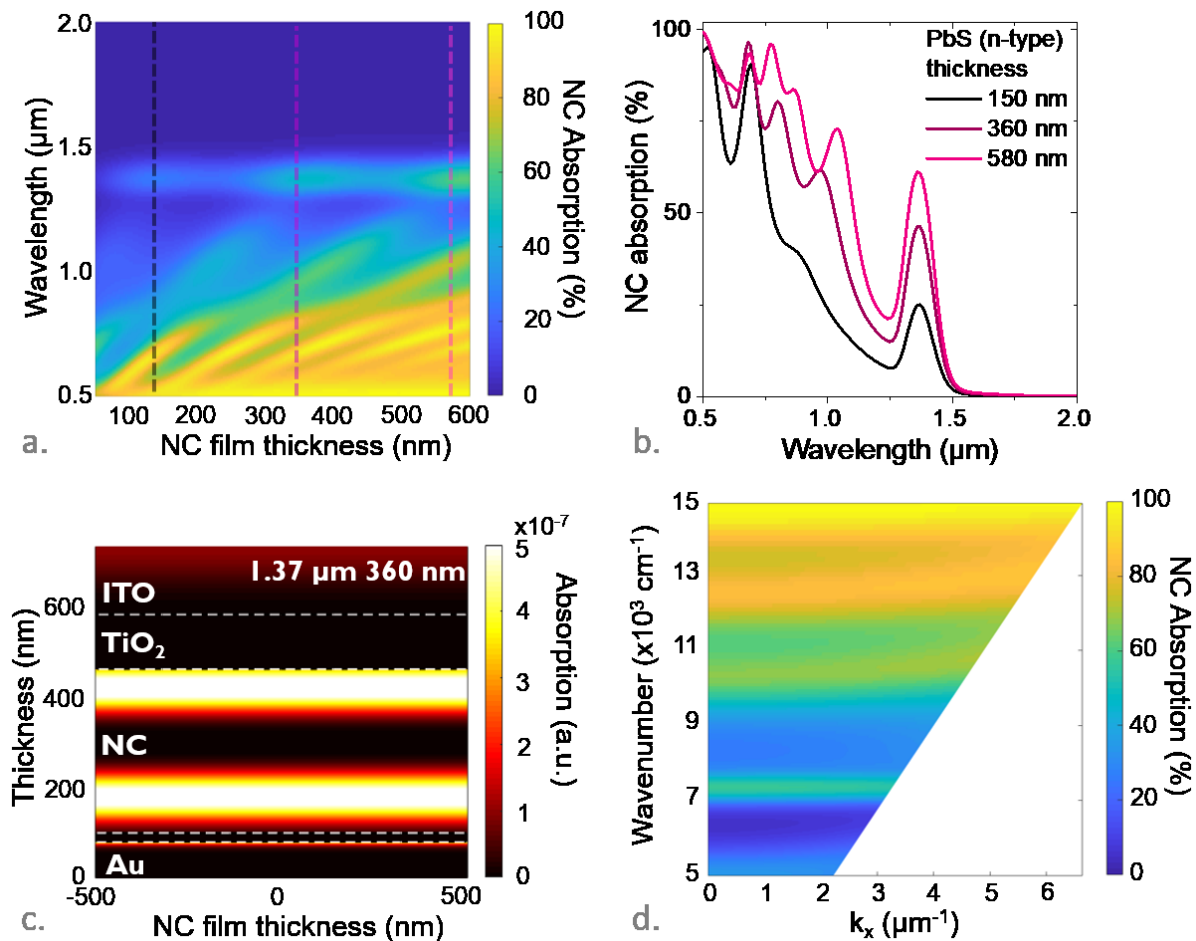 2.0
1.5
1.0
0.5
Wavelength (µm)
100 200 300 400 500 600
NC film thickness (nm)
100
80
60
40
20
0
NC Absorption (%)
a.
100
50
0
NC absorption (%)
PbS (n-type)
thickness
150 nm
360 nm
580 nm
0.5 1.0 1.5 2.0
Wavelength (µm)
b.
600
400
200
0
Thickness (nm)
1.37 µm 360 nm
ITO
TiO₂
NC
Au
-500 0 500
NC film thickness (nm)
x10⁻⁷
5
4
3
2
1
0
Absorption (a.u.)
c.
15
13
11
9
7
5
Wavenumber (x10³ cm⁻¹)
0 1 2 3 4 5 6
kₓ (µm⁻¹)
100
80
60
40
20
0
NC Absorption (%)
d.